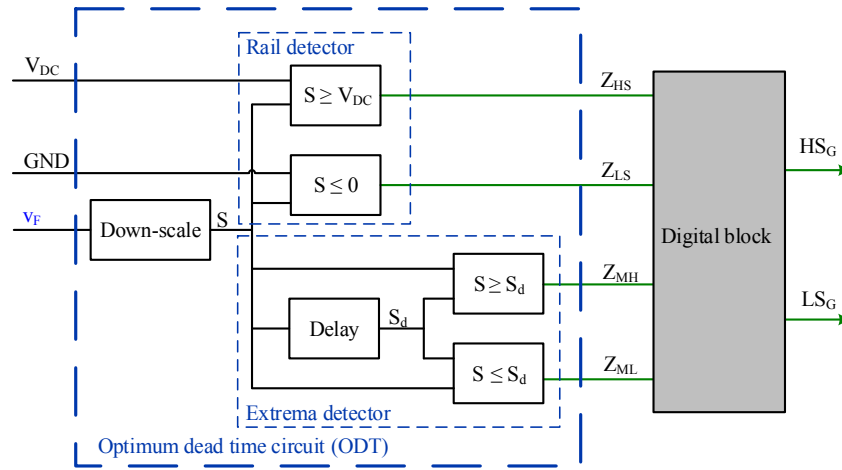 Rail detector
V_DC
S ≥ V_DC
Z_HS
GND
HS_G
S ≤ 0
Z_LS
v_F
Down-scale
S
Digital block
S ≥ S_d
Z_MH
Delay
S_d
LS_G
S ≤ S_d
Z_ML
Extrema detector
Optimum dead time circuit (ODT)